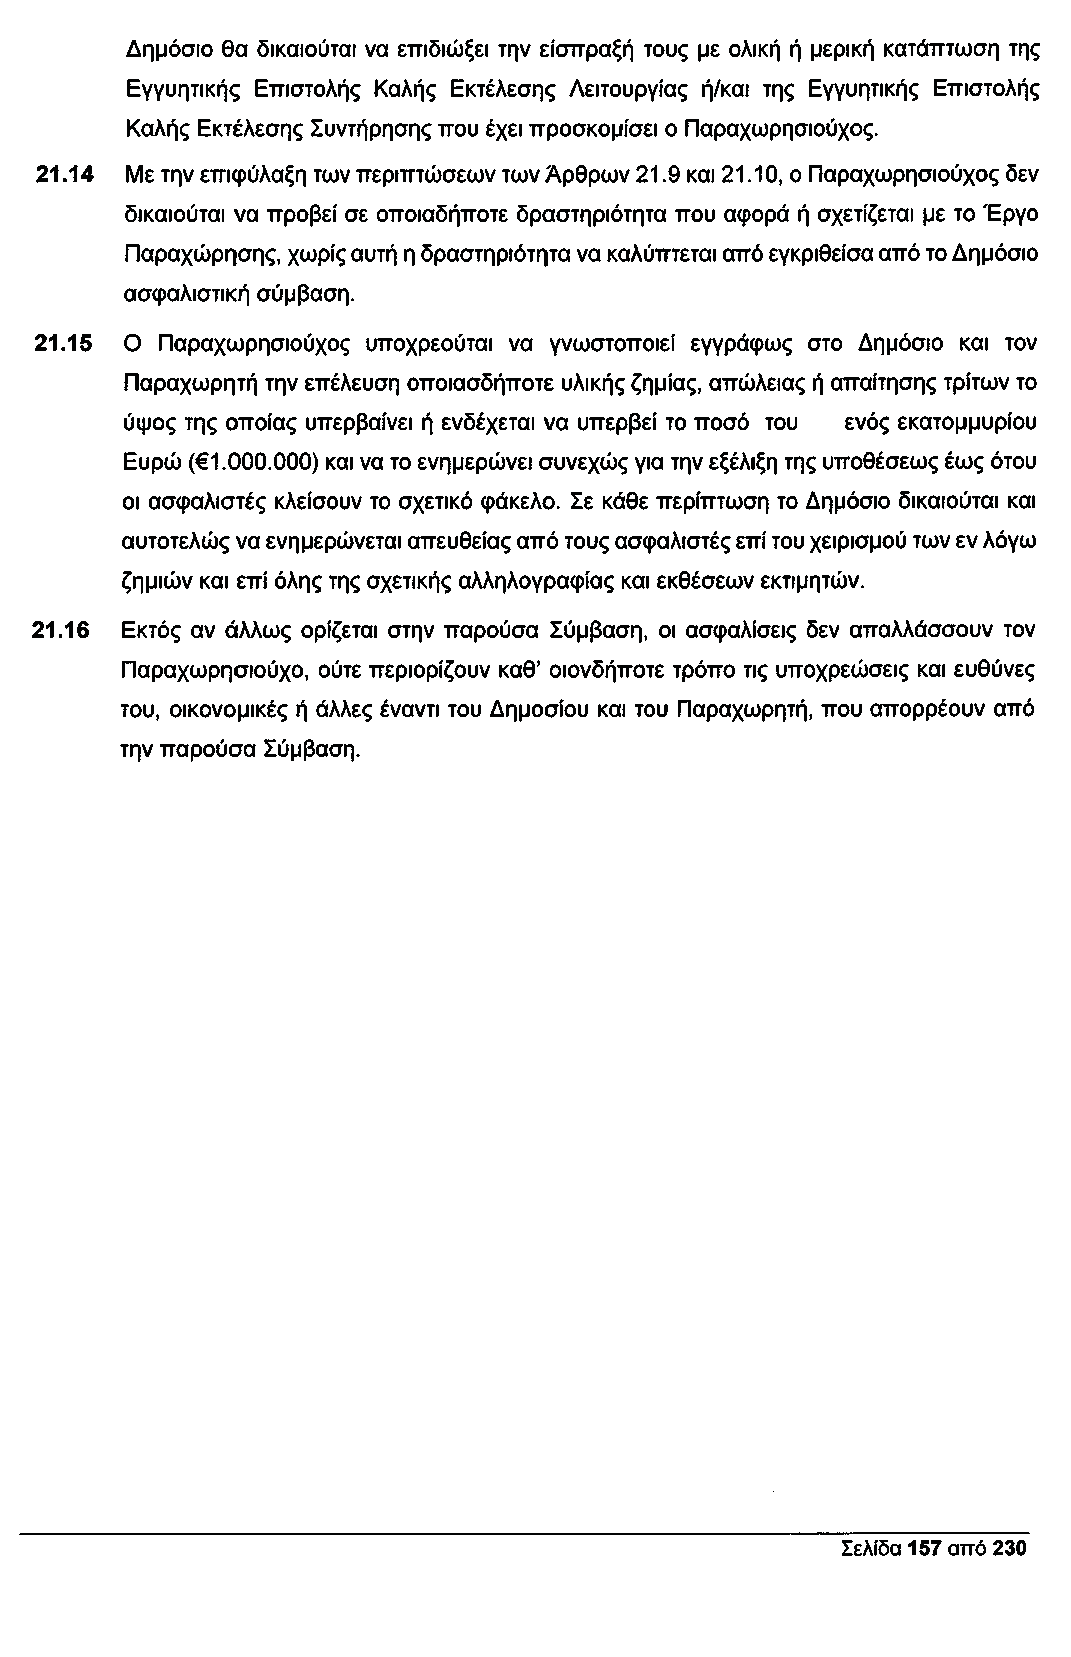 Δημόσιο θα δικαιούται να επιδιώξει την είσπραξή τους με ολική ή μερική κατάπτωση της
Εγγυητικής Επιστολής Καλής Εκτέλεσης Λειτουργίας ή/και της Εγγυητικής Επιστολής
Καλής Εκτέλεσης Συντήρησης που έχει προσκομίσει ο Παραχωρησιούχος.
21.14 Με την επιφύλαξη των περιπτώσεων των Άρθρων 21.9 και 21.10, ο Παραχωρησιούχος δεν
δικαιούται να προβεί σε οποιαδήποτε δραστηριότητα που αφορά ή σχετίζεται με το Έργο
Παραχώρησης, χωρίς αυτή η δραστηριότητα να καλύπτεται από εγκριθείσα από το Δημόσιο
ασφαλιστική σύμβαση.
21.15 Ο Παραχωρησιούχος υποχρεούται να γνωστοποιεί εγγράφως στο Δημόσιο και τον
Παραχωρητή την επέλευση οποιασδήποτε υλικής ζημίας, απώλειας ή απαίτησης τρίτων το
ύψος της οποίας υπερβαίνει ή ενδέχεται να υπερβεί το ποσό του ενός εκατομμυρίου
Ευρώ (€1.000.000) και να το ενημερώνει συνεχώς για την εξέλιξη της υποθέσεως έως ότου
οι ασφαλιστές κλείσουν το σχετικό φάκελο. Σε κάθε περίπτωση το Δημόσιο δικαιούται και
αυτοτελώς να ενημερώνεται απευθείας από τους ασφαλιστές επί του χειρισμού των εν λόγω
ζημιών και επί όλης της σχετικής αλληλογραφίας και εκθέσεων εκτιμητών.
21.16 Εκτός αν άλλως ορίζεται στην παρούσα Σύμβαση, οι ασφαλίσεις δεν απαλλάσσουν τον
Παραχωρησιούχο, ούτε περιορίζουν καθ’ οιονδήποτε τρόπο τις υποχρεώσεις και ευθύνες
του, οικονομικές ή άλλες έναντι του Δημοσίου και του Παραχωρητή, που απορρέουν από
την παρούσα Σύμβαση.
Σελίδα 157 από 230